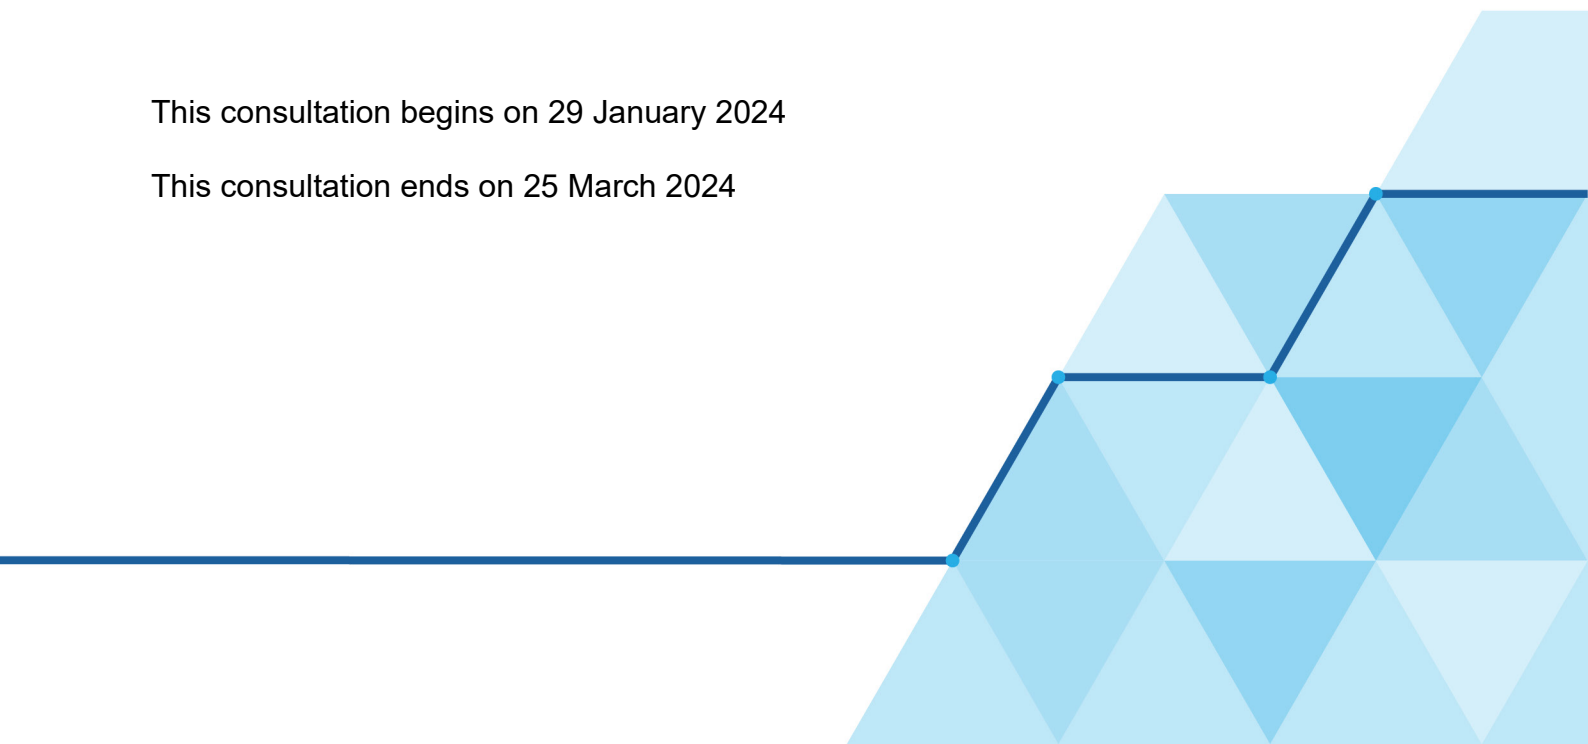 This consultation begins on 29 January 2024
This consultation ends on 25 March 2024